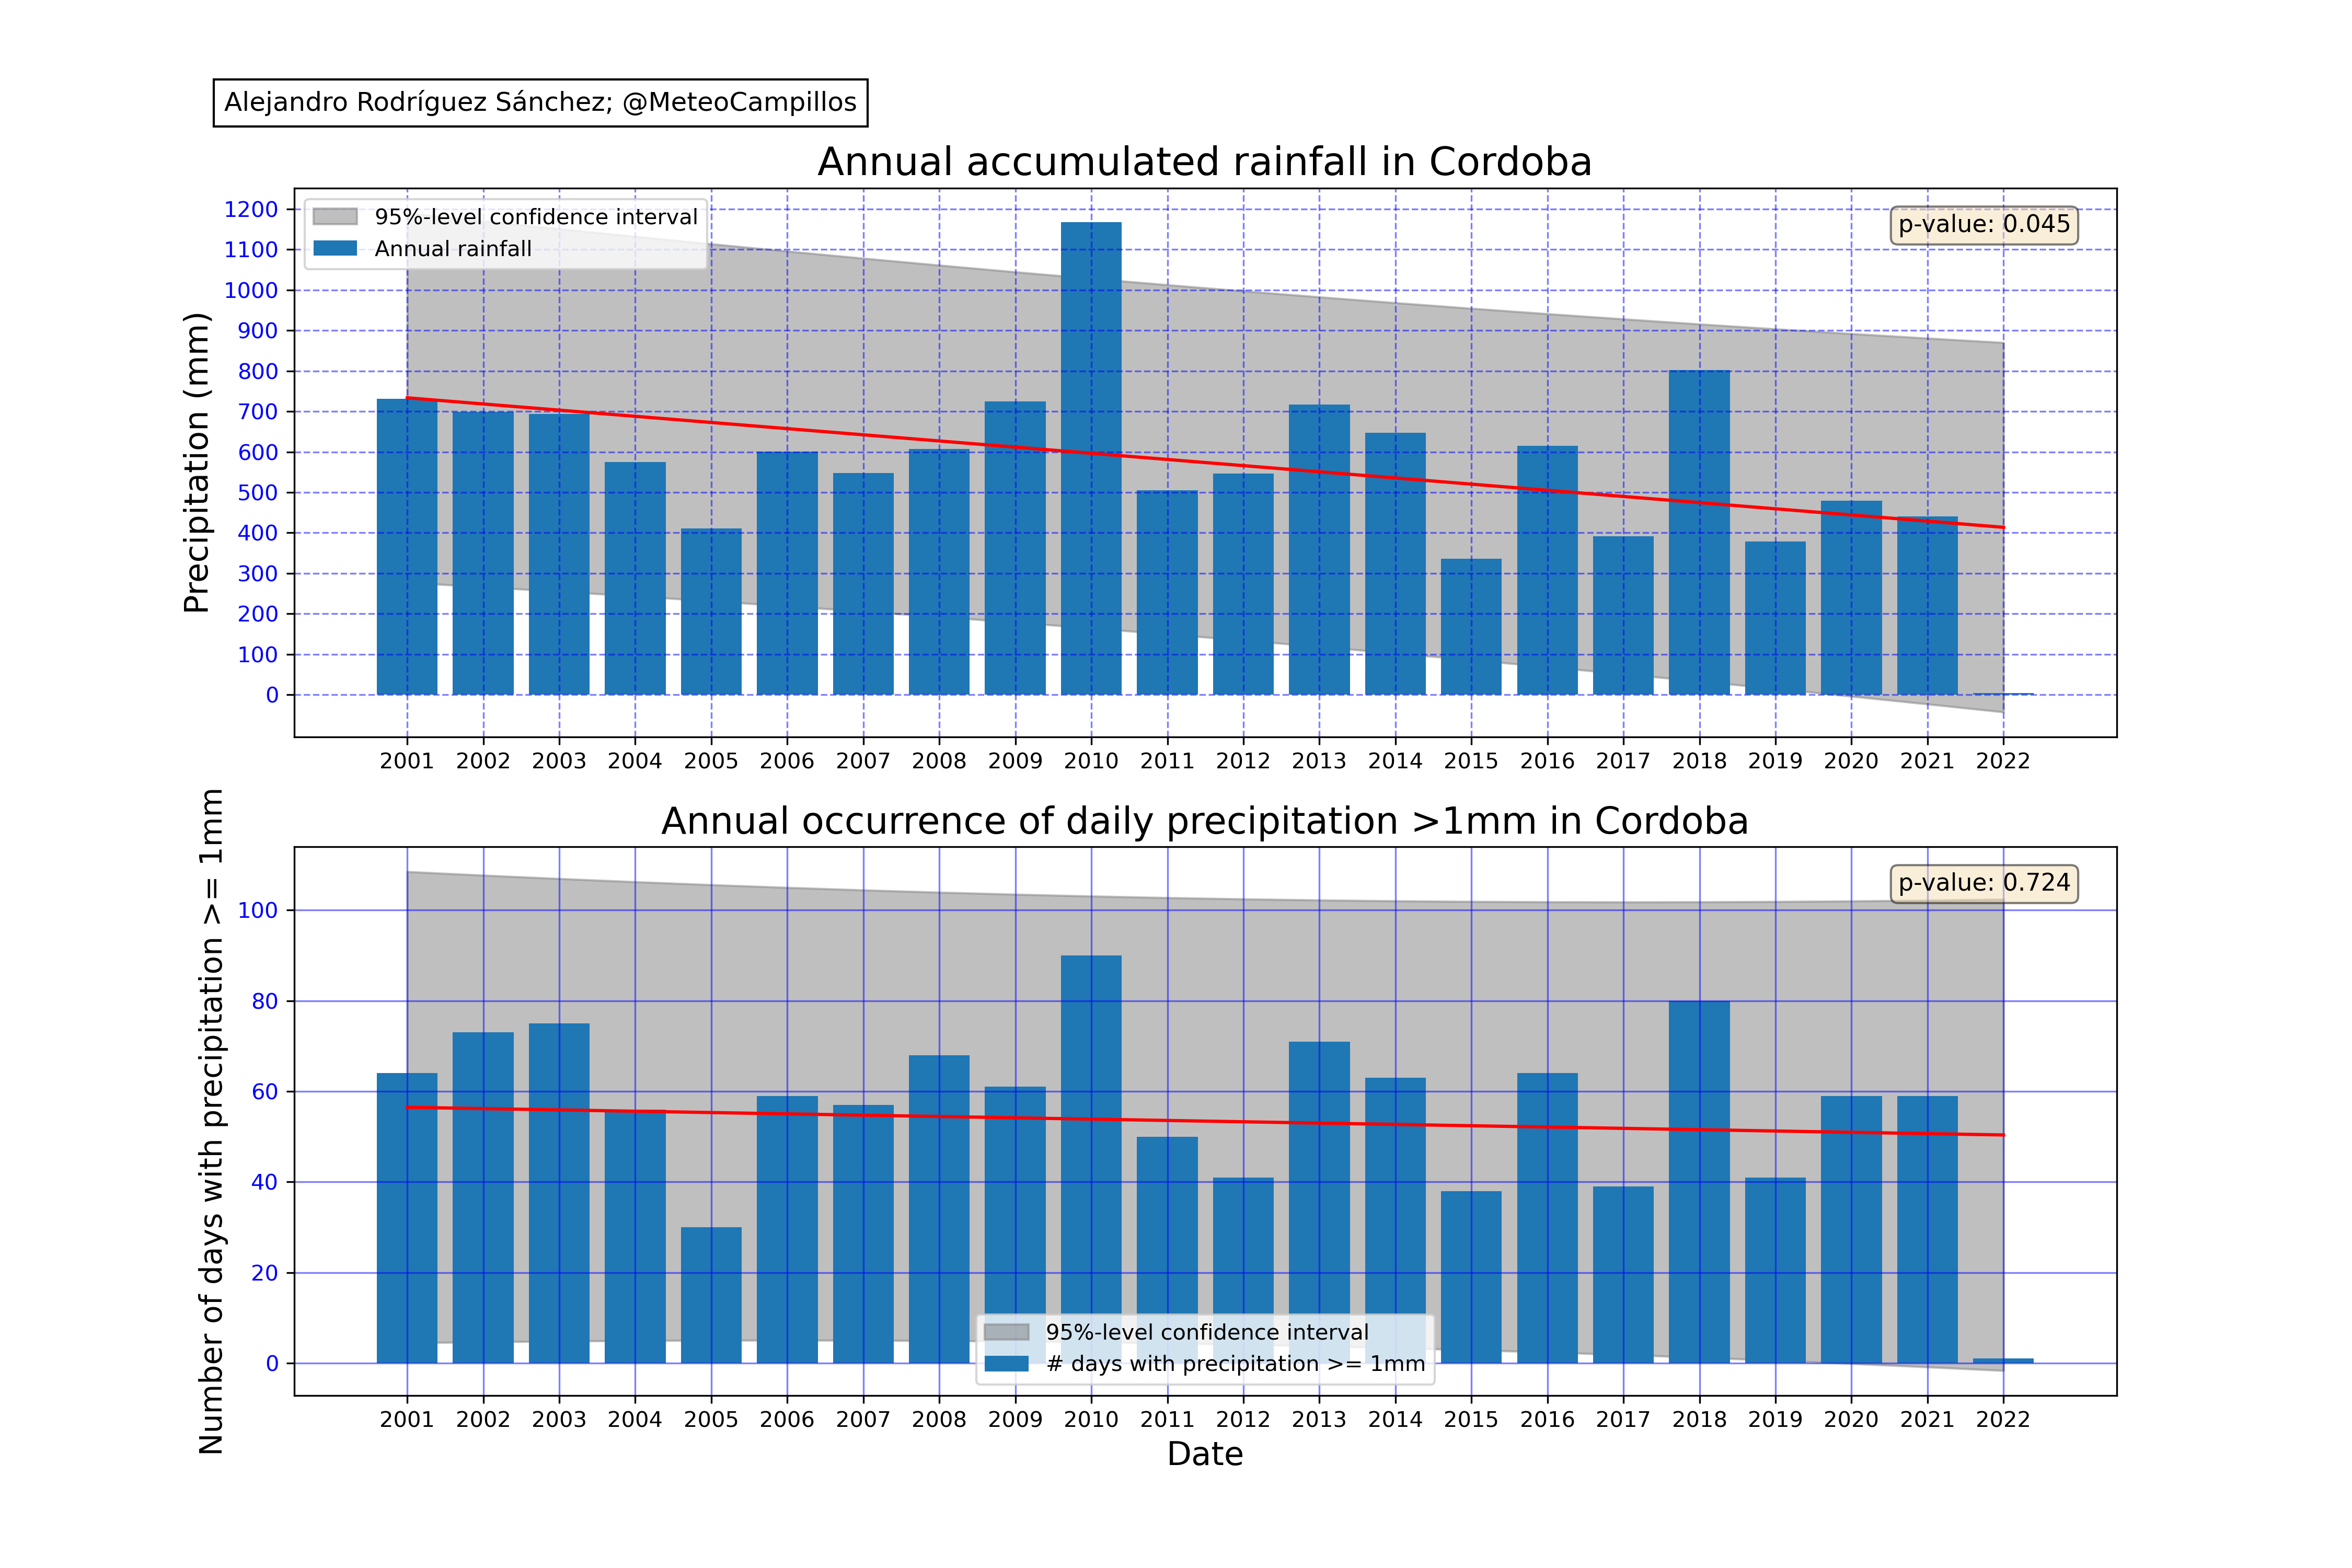 Alejandro Rodríguez Sánchez; @MeteoCampillos
Annual accumulated rainfall in Cordoba
95%-level confidence interval
Annual rainfall
p-value: 0.045
Precipitation (mm)
1200
1100
1000
900
800
700
600
500
400
300
200
100
0
2001 2002 2003 2004 2005 2006 2007 2008 2009 2010 2011 2012 2013 2014 2015 2016 2017 2018 2019 2020 2021 2022
Annual occurrence of daily precipitation >1mm in Cordoba
p-value: 0.724
Number of days with precipitation >= 1mm
100
80
60
40
20
0
95%-level confidence interval
# days with precipitation >= 1mm
2001 2002 2003 2004 2005 2006 2007 2008 2009 2010 2011 2012 2013 2014 2015 2016 2017 2018 2019 2020 2021 2022
Date